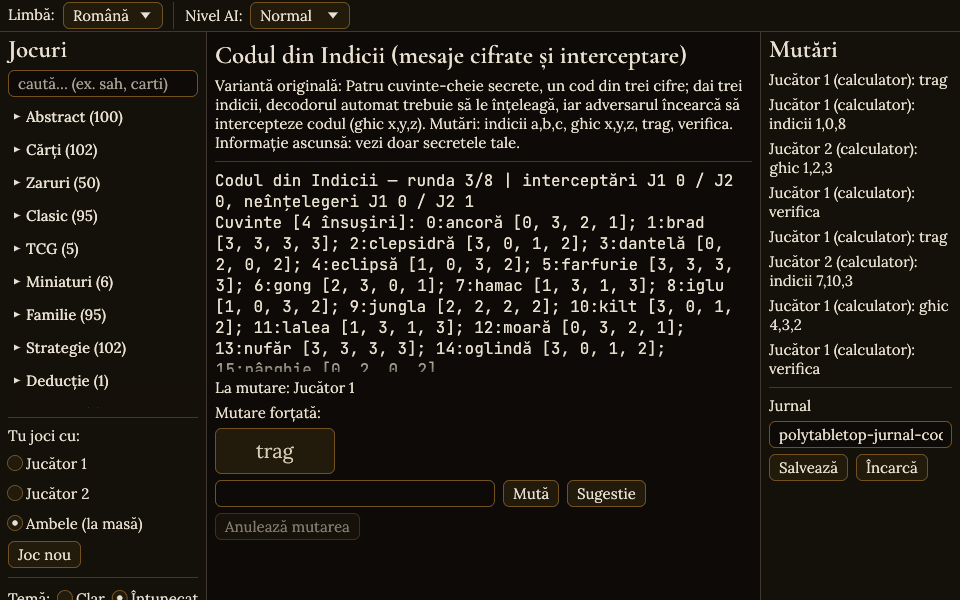 Limbă: Română ▼ Nivel AI: Normal ▼
Jocuri
caută... (ex. sah, carti)
▸ Abstract (100)
▸ Cărți (102)
▸ Zaruri (50)
▸ Clasic (95)
▸ TCG (5)
▸ Miniaturi (6)
▸ Familie (95)
▸ Strategie (102)
▸ Deducție (1)
Tu joci cu:
Jucător 1
Jucător 2
Ambele (la masă)
Joc nou
Temă: Clar Întunecat
Codul din Indicii (mesaje cifrate și interceptare)
Variantă originală: Patru cuvinte-cheie secrete, un cod din trei cifre; dai trei
indicii, decodorul automat trebuie să le înțeleagă, iar adversarul încearcă să
intercepteze codul (ghic x,y,z). Mutări: indicii a,b,c, ghic x,y,z, trag, verifica.
Informație ascunsă: vezi doar secretele tale.
Codul din Indicii — runda 3/8 | interceptări J1 0 / J2
0, neînțelegeri J1 0 / J2 1
Cuvinte [4 însușiri]: 0:ancoră [0, 3, 2, 1]; 1:brad
[3, 3, 3, 3]; 2:clepsidră [3, 0, 1, 2]; 3:dantelă [0,
2, 0, 2]; 4:eclipsă [1, 0, 3, 2]; 5:farfurie [3, 3, 3,
3]; 6:gong [2, 3, 0, 1]; 7:hamac [1, 3, 1, 3]; 8:iglu
[1, 0, 3, 2]; 9:jungla [2, 2, 2, 2]; 10:kilt [3, 0, 1,
2]; 11:lalea [1, 3, 1, 3]; 12:moară [0, 3, 2, 1];
13:nufăr [3, 3, 3, 3]; 14:oglindă [3, 0, 1, 2];
15:pârghie [0, 2, 0, 2]
La mutare: Jucător 1
Mutare forțată:
trag
Mută Sugestie
Anulează mutarea
Mutări
Jucător 1 (calculator): trag
Jucător 1 (calculator):
indicii 1,0,8
Jucător 2 (calculator):
ghic 1,2,3
Jucător 1 (calculator):
verifica
Jucător 1 (calculator): trag
Jucător 2 (calculator):
indicii 7,10,3
Jucător 1 (calculator): ghic
4,3,2
Jucător 1 (calculator):
verifica
Jurnal
polytabletop-jurnal-coc
Salvează Încarcă